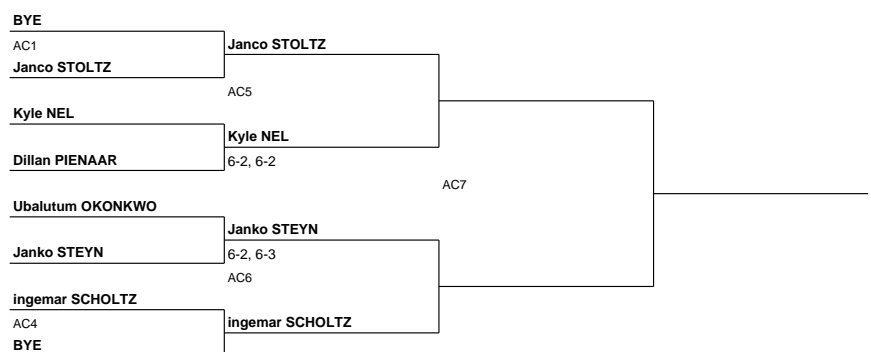 BYE
AC1
Janco STOLTZ
Janco STOLTZ
AC5
Kyle NEL
Kyle NEL
Dillan PIENAAR
6-2, 6-2
AC7
Ubalutum OKONKWO
Janko STEYN
Janko STEYN
6-2, 6-3
AC6
ingemar SCHOLTZ
AC4
ingemar SCHOLTZ
BYE